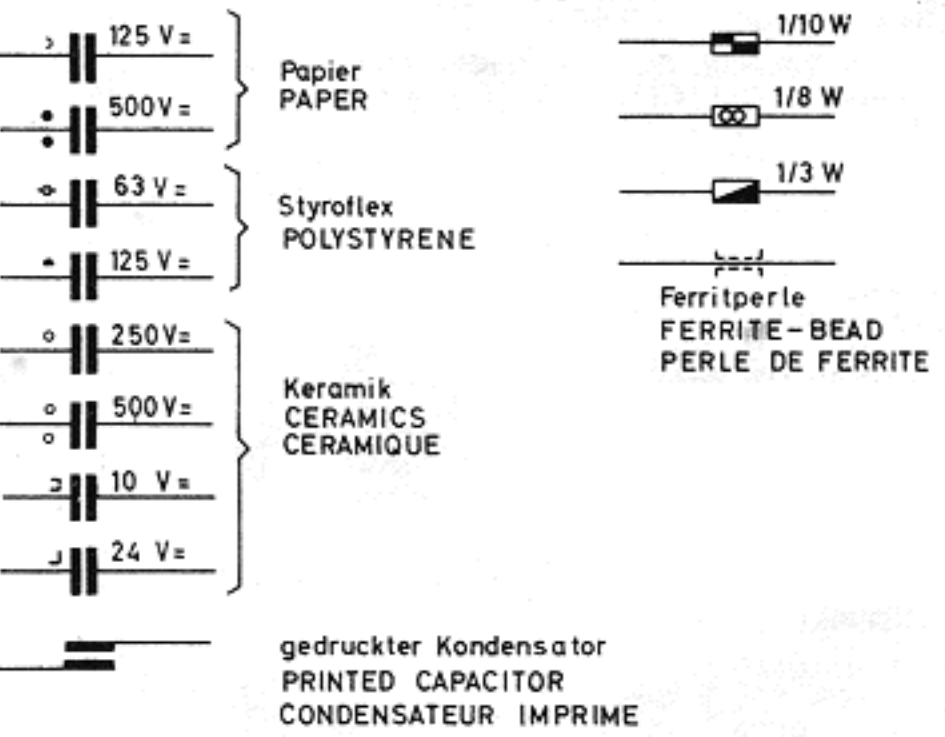 125 V=
500V=
Papier
PAPER
63 V=
125 V=
Styroflex
POLYSTYRENE
250V=
500V=
10 V=
24 V=
Keramik
CERAMICS
CERAMIQUE
gedruckter Kondensator
PRINTED CAPACITOR
CONDENSATEUR IMPRIME
1/10 W
1/8 W
1/3 W
Ferritperle
FERRITE-BEAD
PERLE DE FERRITE